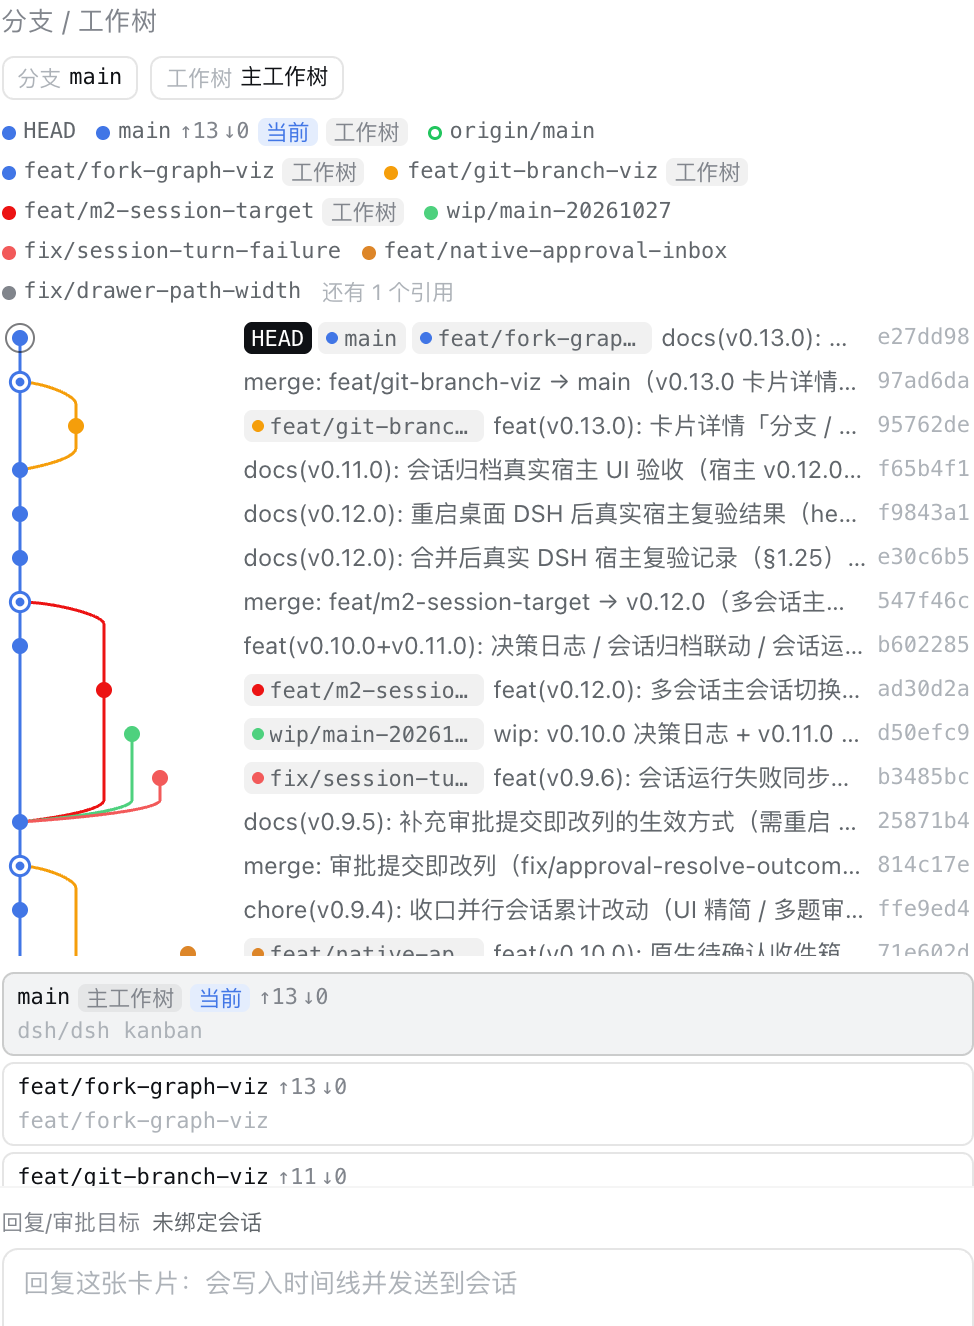 分支 / 工作树
分支 main 工作树 主工作树
HEAD main ↑13 ↓0 当前 工作树 origin/main
feat/fork-graph-viz 工作树 feat/git-branch-viz 工作树
feat/m2-session-target 工作树 wip/main-20261027
fix/session-turn-failure feat/native-approval-inbox
fix/drawer-path-width 还有 1 个引用
HEAD main feat/fork-grap… docs(v0.13.0): … e27dd98
merge: feat/git-branch-viz → main（v0.13.0 卡片详情… 97ad6da
feat/git-branc… feat(v0.13.0): 卡片详情「分支 / … 95762de
docs(v0.11.0): 会话归档真实宿主 UI 验收（宿主 v0.12.0… f65b4f1
docs(v0.12.0): 重启桌面 DSH 后真实宿主复验结果（he… f9843a1
docs(v0.12.0): 合并后真实 DSH 宿主复验记录（§1.25）… e30c6b5
merge: feat/m2-session-target → v0.12.0（多会话主… 547f46c
feat(v0.10.0+v0.11.0): 决策日志 / 会话归档联动 / 会话运… b602285
feat/m2-sessio… feat(v0.12.0): 多会话主会话切换… ad30d2a
wip/main-20261… wip: v0.10.0 决策日志 + v0.11.0 … d50efc9
fix/session-tu… feat(v0.9.6): 会话运行失败同步… b3485bc
docs(v0.9.5): 补充审批提交即改列的生效方式（需重启 … 25871b4
merge: 审批提交即改列（fix/approval-resolve-outcom… 814c17e
chore(v0.9.4): 收口并行会话累计改动（UI 精简 / 多题审… ffe9ed4
feat/native-ap… feat(v0.10.0): 原生待确认收件箱… 71e602d
main 主工作树 当前 ↑13 ↓0
dsh/dsh kanban
feat/fork-graph-viz ↑13 ↓0
feat/fork-graph-viz
feat/git-branch-viz ↑11 ↓0
回复/审批目标 未绑定会话
回复这张卡片：会写入时间线并发送到会话